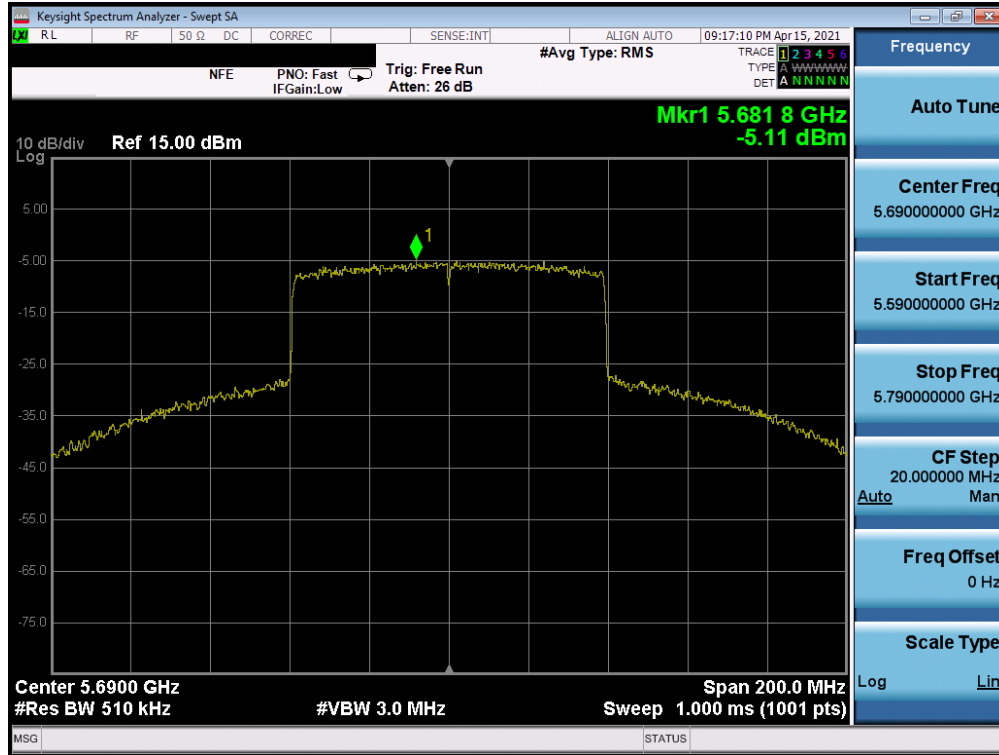 Keysight Spectrum Analyzer - Swept SA
LXI RL RF 50 Ω DC CORREC SENSE:INT ALIGN AUTO 09:17:10 PM Apr 15, 2021
Frequency
NFE
PNO: Fast
IFGain:Low
Trig: Free Run
Atten: 26 dB
#Avg Type: RMS
TRACE 1 2 3 4 5 6
TYPE A WWWWW
DET A N N N N N
Auto Tune
Mkr1 5.681 8 GHz
-5.11 dBm
10 dB/div
Log
Ref 15.00 dBm
5.00
-5.00
-15.0
-25.0
-35.0
-45.0
-55.0
-65.0
-75.0
1
Center Freq
5.690000000 GHz
Start Freq
5.590000000 GHz
Stop Freq
5.790000000 GHz
CF Step
20.000000 MHz
Auto Man
Freq Offset
0 Hz
Scale Type
Log Lin
Center 5.6900 GHz Span 200.0 MHz
#Res BW 510 kHz #VBW 3.0 MHz Sweep 1.000 ms (1001 pts)
MSG STATUS